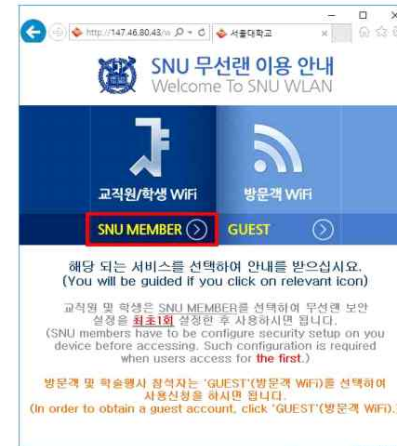 http://147.46.80.48/w
서울대학교
SNU 무선랜 이용 안내
Welcome To SNU WLAN
교직원/학생 WiFi
방문객 WiFi
SNU MEMBER
GUEST
해당 되는 서비스를 선택하여 안내를 받으십시요.
(You will be guided if you click on relevant icon)
교직원 및 학생은 SNU MEMBER를 선택하여 무선랜 보안
설정을 최초1회 설정한 후 사용하시면 됩니다.
(SNU members have to be configure security setup on you
device before accessing. Such configuration is required
when users access for the first.)
방문객 및 학술행사 참석자는 'GUEST'(방문객 WiFi)를 선택하여
사용신청을 하시면 됩니다.
(In order to obtain a guest account, click 'GUEST'(방문객 WiFi).)